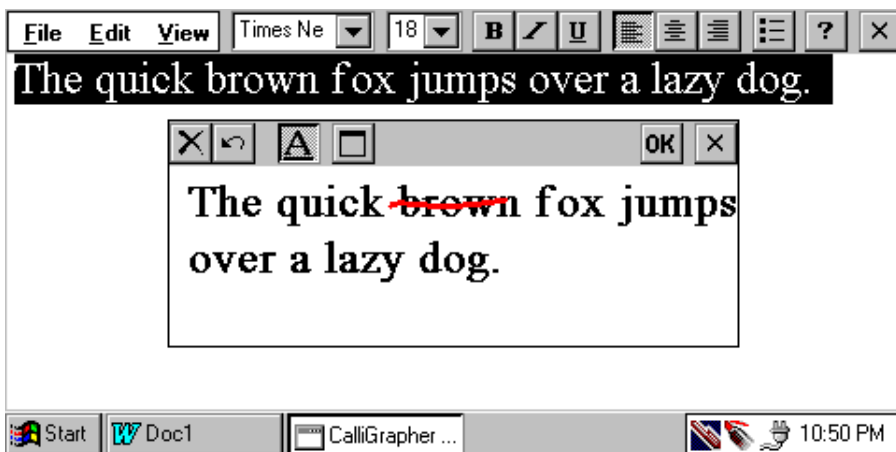 File Edit View Times Ne 18 B I U ? ×
The quick brown fox jumps over a lazy dog.
A OK ×
The quick brown fox jumps
over a lazy dog.
Start W Doc1 CalliGrapher ... 10:50 PM